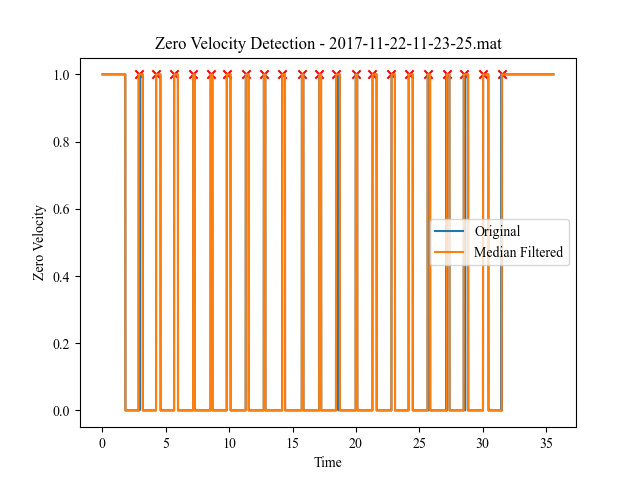 Zero Velocity Detection - 2017-11-22-11-23-25.mat
1.0
0.8
0.6
0.4
0.2
0.0
Zero Velocity
Original
Median Filtered
0 5 10 15 20 25 30 35
Time